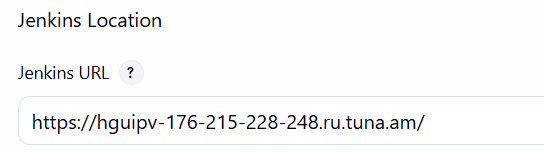 Jenkins Location
Jenkins URL ?
https://hguipv-176-215-228-248.ru.tuna.am/